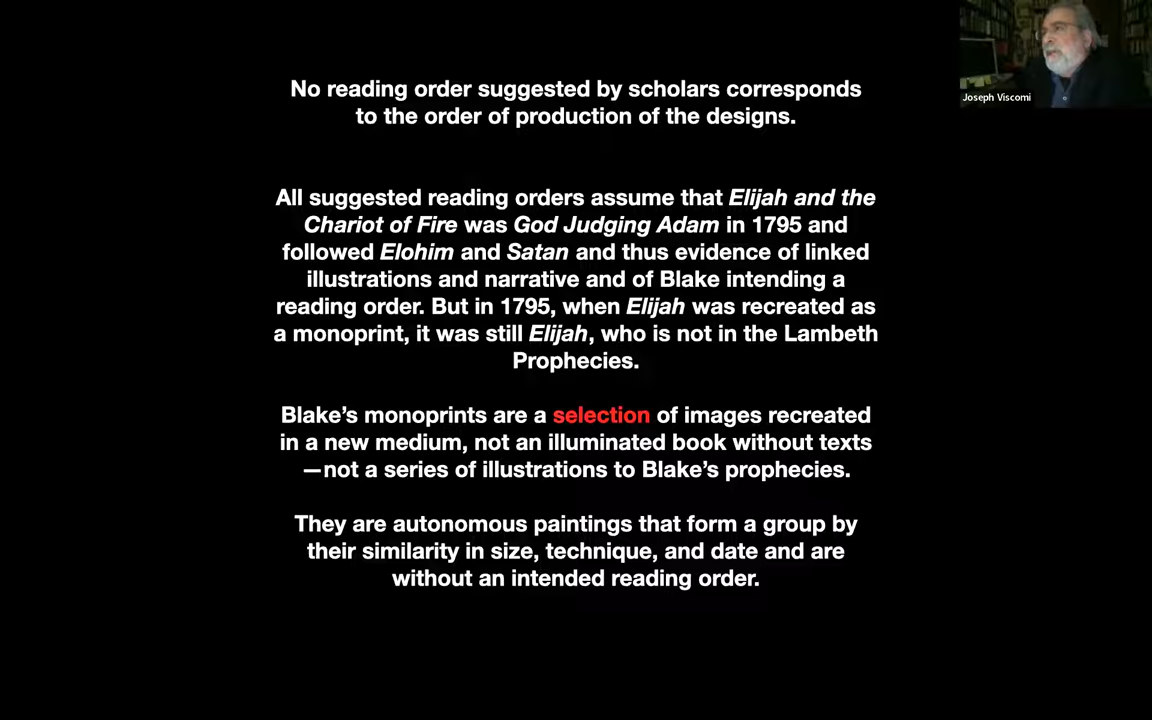 No reading order suggested by scholars corresponds
to the order of production of the designs.
All suggested reading orders assume that Elijah and the
Chariot of Fire was God Judging Adam in 1795 and
followed Elohim and Satan and thus evidence of linked
illustrations and narrative and of Blake intending a
reading order. But in 1795, when Elijah was recreated as
a monoprint, it was still Elijah, who is not in the Lambeth
Prophecies.
Blake’s monoprints are a selection of images recreated
in a new medium, not an illuminated book without texts
—not a series of illustrations to Blake’s prophecies.
They are autonomous paintings that form a group by
their similarity in size, technique, and date and are
without an intended reading order.
Joseph Viscomi